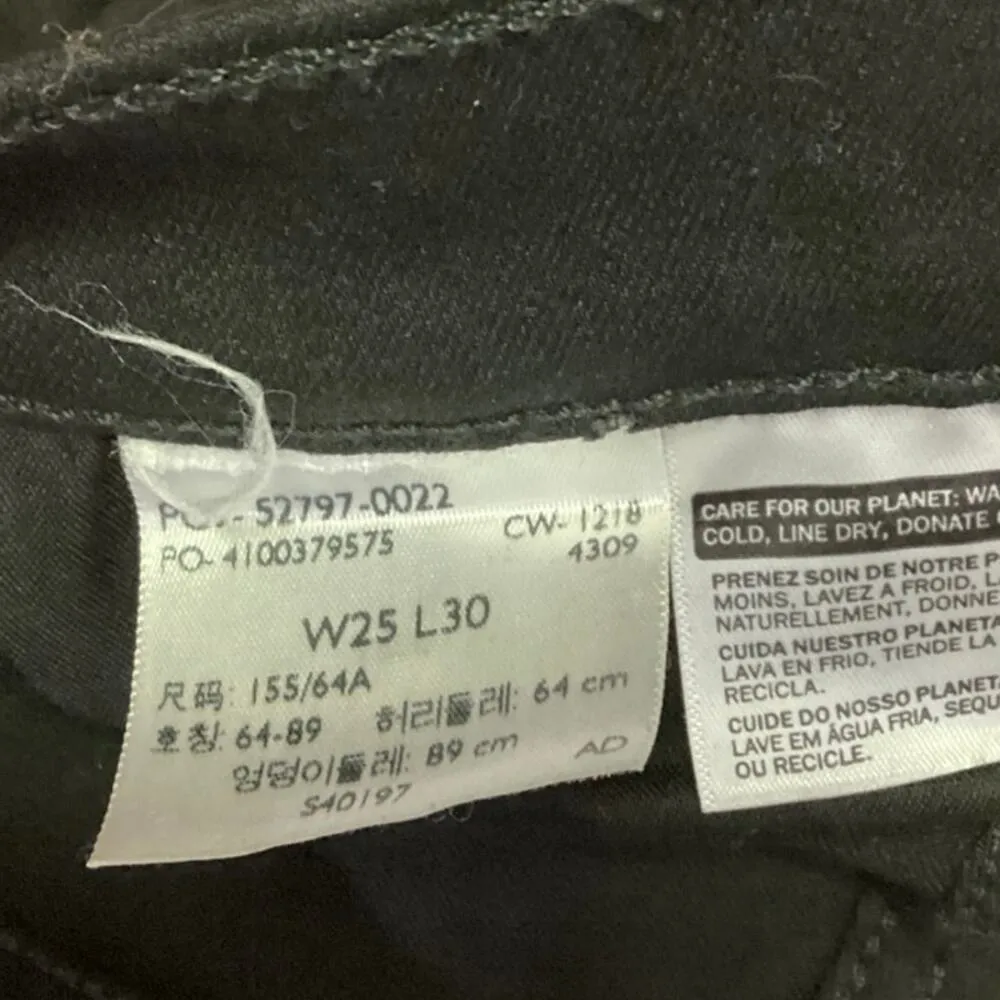 52797-0022
PO- 4100379575
CW- 1218
4309
W25 L30
尺码: 155/64A
호칭: 64-89
허리둘레: 64 cm
엉덩이둘레: 89 cm
AD
S40197
CARE FOR OUR PLANET: WA
COLD, LINE DRY, DONATE
PRENEZ SOIN DE NOTRE P
MOINS, LAVEZ A FROID, L
NATURELLEMENT, DONNE
CUIDA NUESTRO PLANETA
LAVA EN FRIO, TIENDE LA
RECICLA.
CUIDE DO NOSSO PLANET
LAVE EM ÁGUA FRIA, SEQU
OU RECICLE.